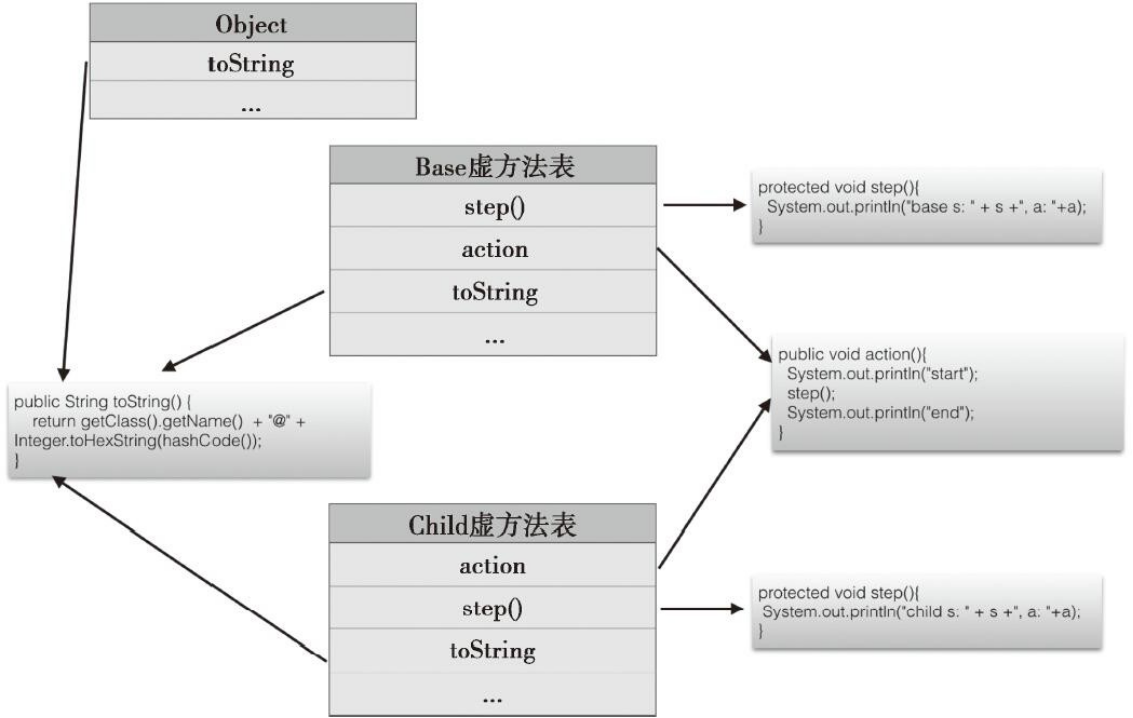 Object
toString
...
Base虚方法表
step()
action
toString
...
protected void step(){
System.out.println("base s: " + s +", a: "+a);
}
public void action(){
System.out.println("start");
step();
System.out.println("end");
}
public String toString() {
return getClass().getName() + "@" +
Integer.toHexString(hashCode());
}
Child虚方法表
action
step()
toString
...
protected void step(){
System.out.println("child s: " + s +", a: "+a);
}